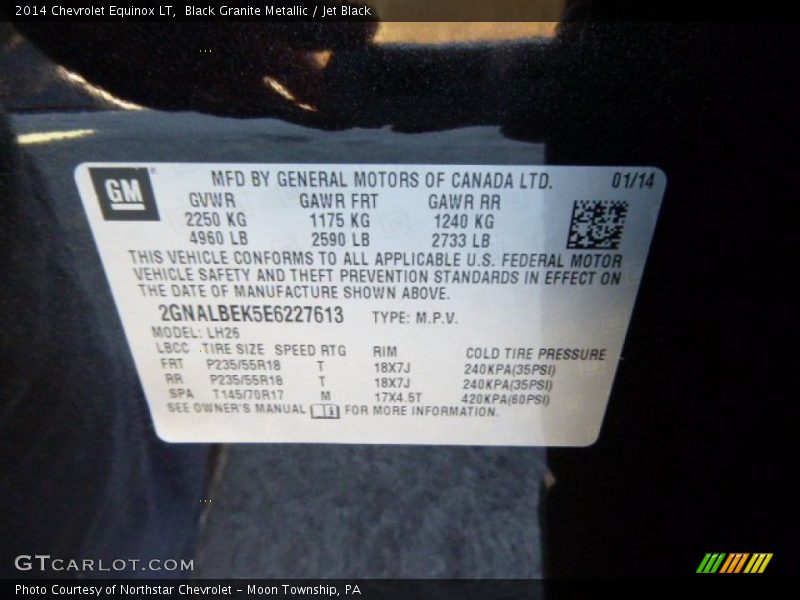 2014 Chevrolet Equinox LT,  Black Granite Metallic / Jet Black
GM
MFD BY GENERAL MOTORS OF CANADA LTD. 01/14
GVWR GAWR FRT GAWR RR
2250 KG 1175 KG 1240 KG
4960 LB 2590 LB 2733 LB
THIS VEHICLE CONFORMS TO ALL APPLICABLE U.S. FEDERAL MOTOR
VEHICLE SAFETY AND THEFT PREVENTION STANDARDS IN EFFECT ON
THE DATE OF MANUFACTURE SHOWN ABOVE.
2GNALBEK5E6227613 TYPE: M.P.V.
MODEL: LH26
LBCC TIRE SIZE SPEED RTG RIM COLD TIRE PRESSURE
FRT P235/55R18 T 18X7J 240KPA(35PSI)
RR P235/55R18 T 18X7J 240KPA(35PSI)
SPA T145/70R17 M 17X4.5T 420KPA(60PSI)
SEE OWNER'S MANUAL FOR MORE INFORMATION.
GTCARLOT.COM
Photo Courtesy of Northstar Chevrolet - Moon Township, PA